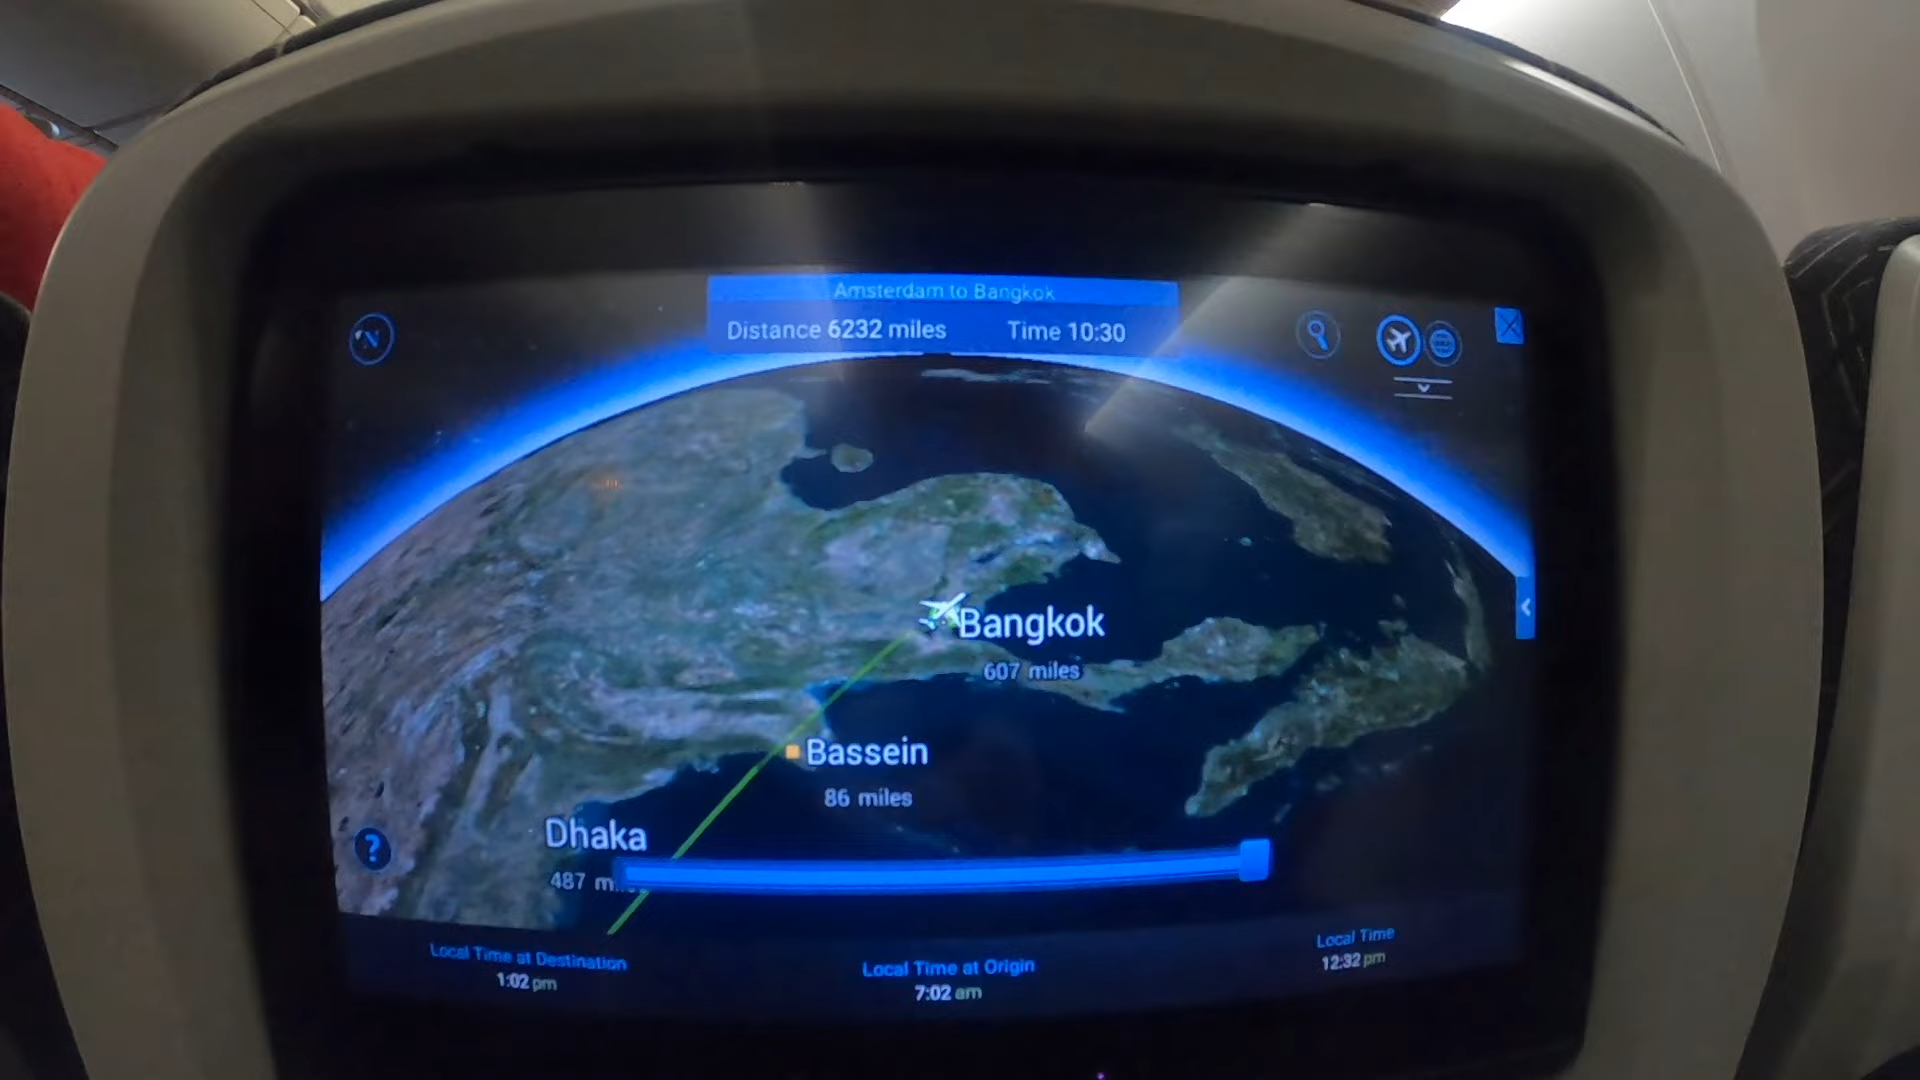 Amsterdam to Bangkok
Distance 6232 miles Time 10:30
N
Bangkok
607 miles
Bassein
86 miles
Dhaka
487
?
Local Time at Destination
1:02 pm
Local Time at Origin
7:02 am
Local Time
12:32 pm